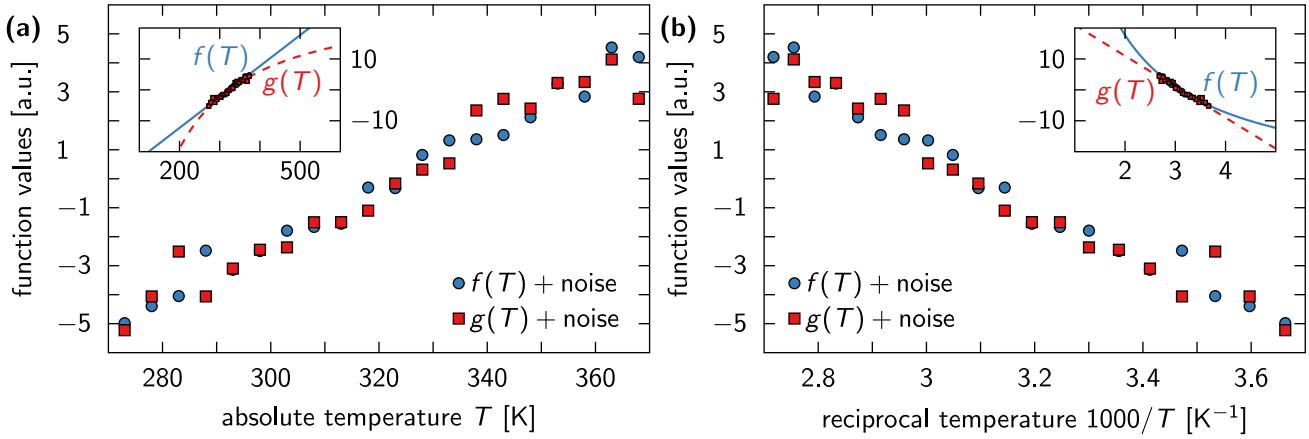 (a)
function values [a.u.]
5
3
1
−1
−3
−5
f(T)
g(T)
10
−10
200
500
f(T) + noise
g(T) + noise
280
300
320
340
360
absolute temperature T [K]
(b)
function values [a.u.]
5
3
1
−1
−3
−5
10
−10
g(T)
f(T)
2
3
4
f(T) + noise
g(T) + noise
2.8
3
3.2
3.4
3.6
reciprocal temperature 1000/T [K⁻¹]